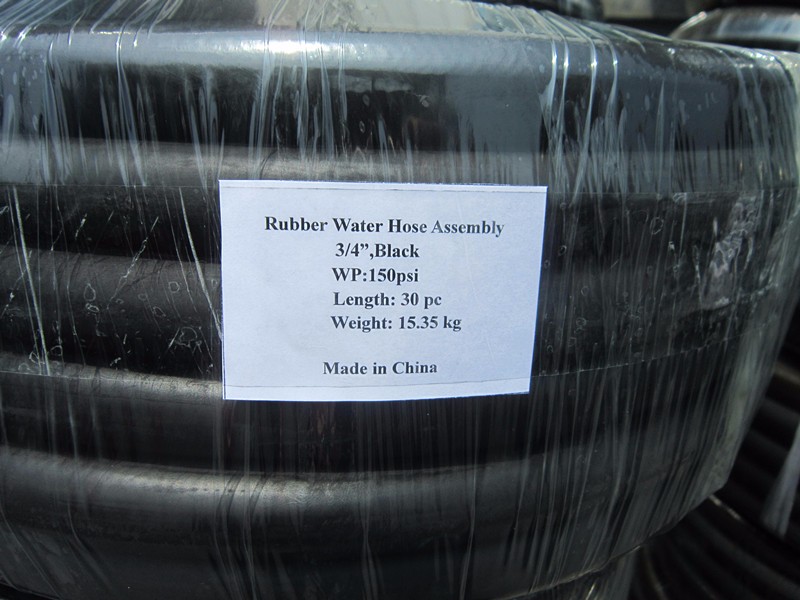 Rubber Water Hose Assembly
3/4”,Black
WP:150psi
Length: 30 pc
Weight: 15.35 kg
Made in China